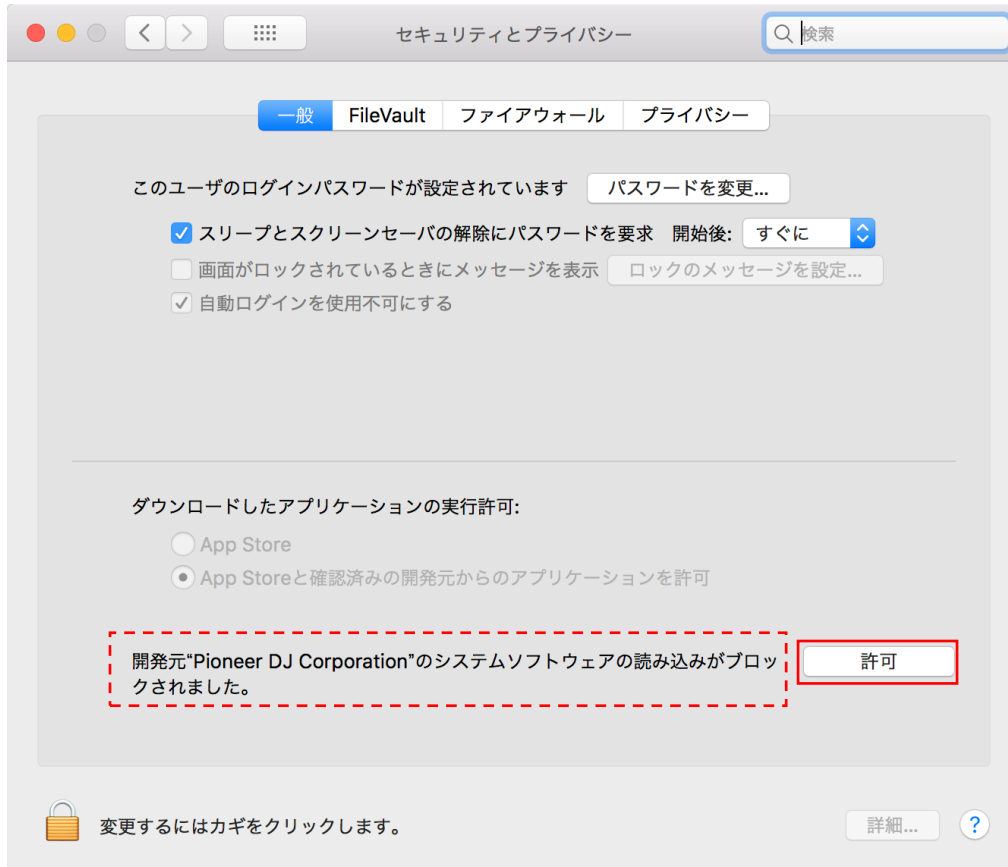 セキュリティとプライバシー
検索
一般 FileVault ファイアウォール プライバシー
このユーザのログインパスワードが設定されています パスワードを変更...
スリープとスクリーンセーバの解除にパスワードを要求 開始後: すぐに
画面がロックされているときにメッセージを表示 ロックのメッセージを設定...
自動ログインを使用不可にする
ダウンロードしたアプリケーションの実行許可:
App Store
App Storeと確認済みの開発元からのアプリケーションを許可
開発元“Pioneer DJ Corporation”のシステムソフトウェアの読み込みがブロッ
クされました。
許可
変更するにはカギをクリックします。
詳細...
?